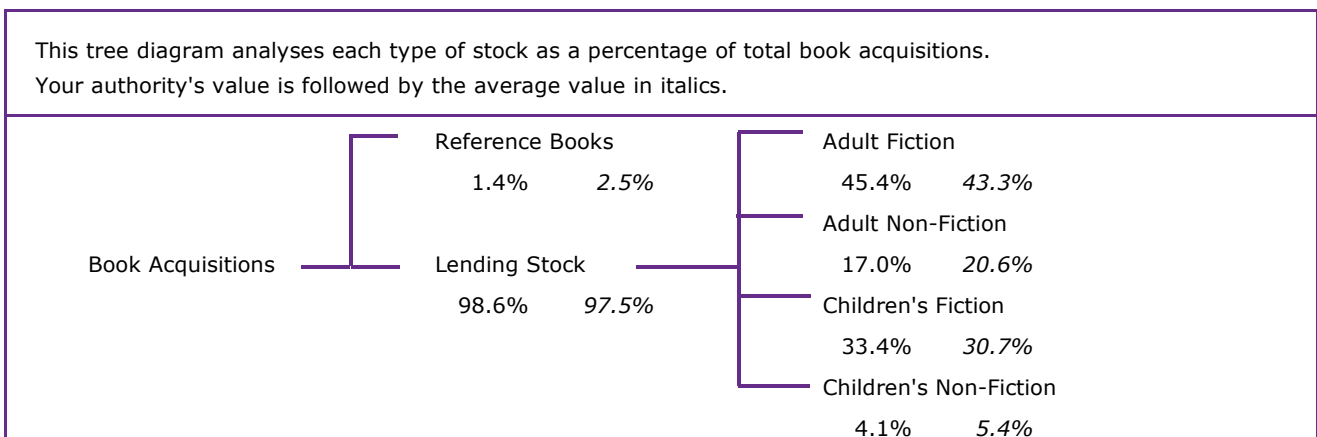 This tree diagram analyses each type of stock as a percentage of total book acquisitions.
Your authority's value is followed by the average value in italics.
Reference Books
1.4% 2.5%
Book Acquisitions
Lending Stock
98.6% 97.5%
Adult Fiction
45.4% 43.3%
Adult Non-Fiction
17.0% 20.6%
Children's Fiction
33.4% 30.7%
Children's Non-Fiction
4.1% 5.4%